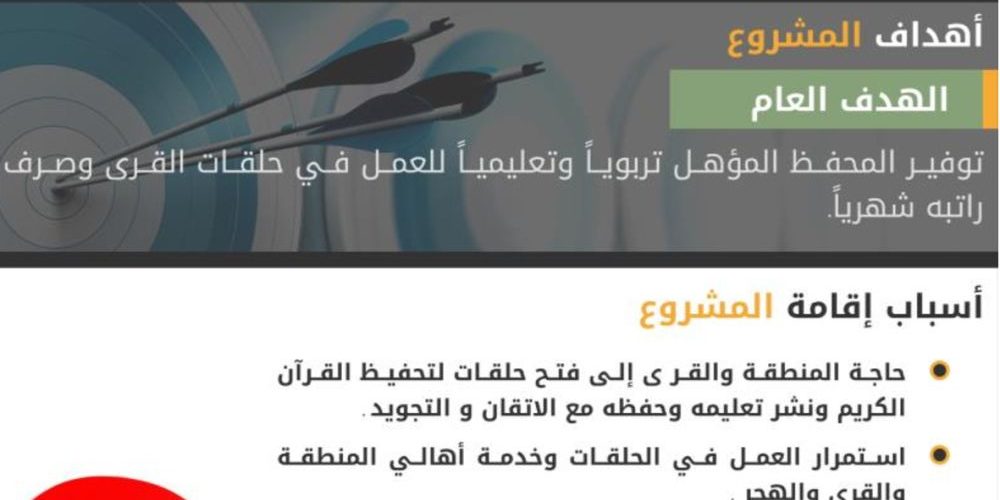 أهداف المشروع
الهدف العام
توفير المحفظ المؤهل تربوياً وتعليمياً للعمل في حلقات القرى وصرف
راتبه شهرياً.
أسباب إقامة المشروع
حاجة المنطقة والقر ى إلى فتح حلقات لتحفيظ القرآن
الكريم ونشر تعليمه وحفظه مع الاتقان و التجويد .
استمرار العمل في الحلقات وخدمة أهالي المنطقة
والقرى والهجر .